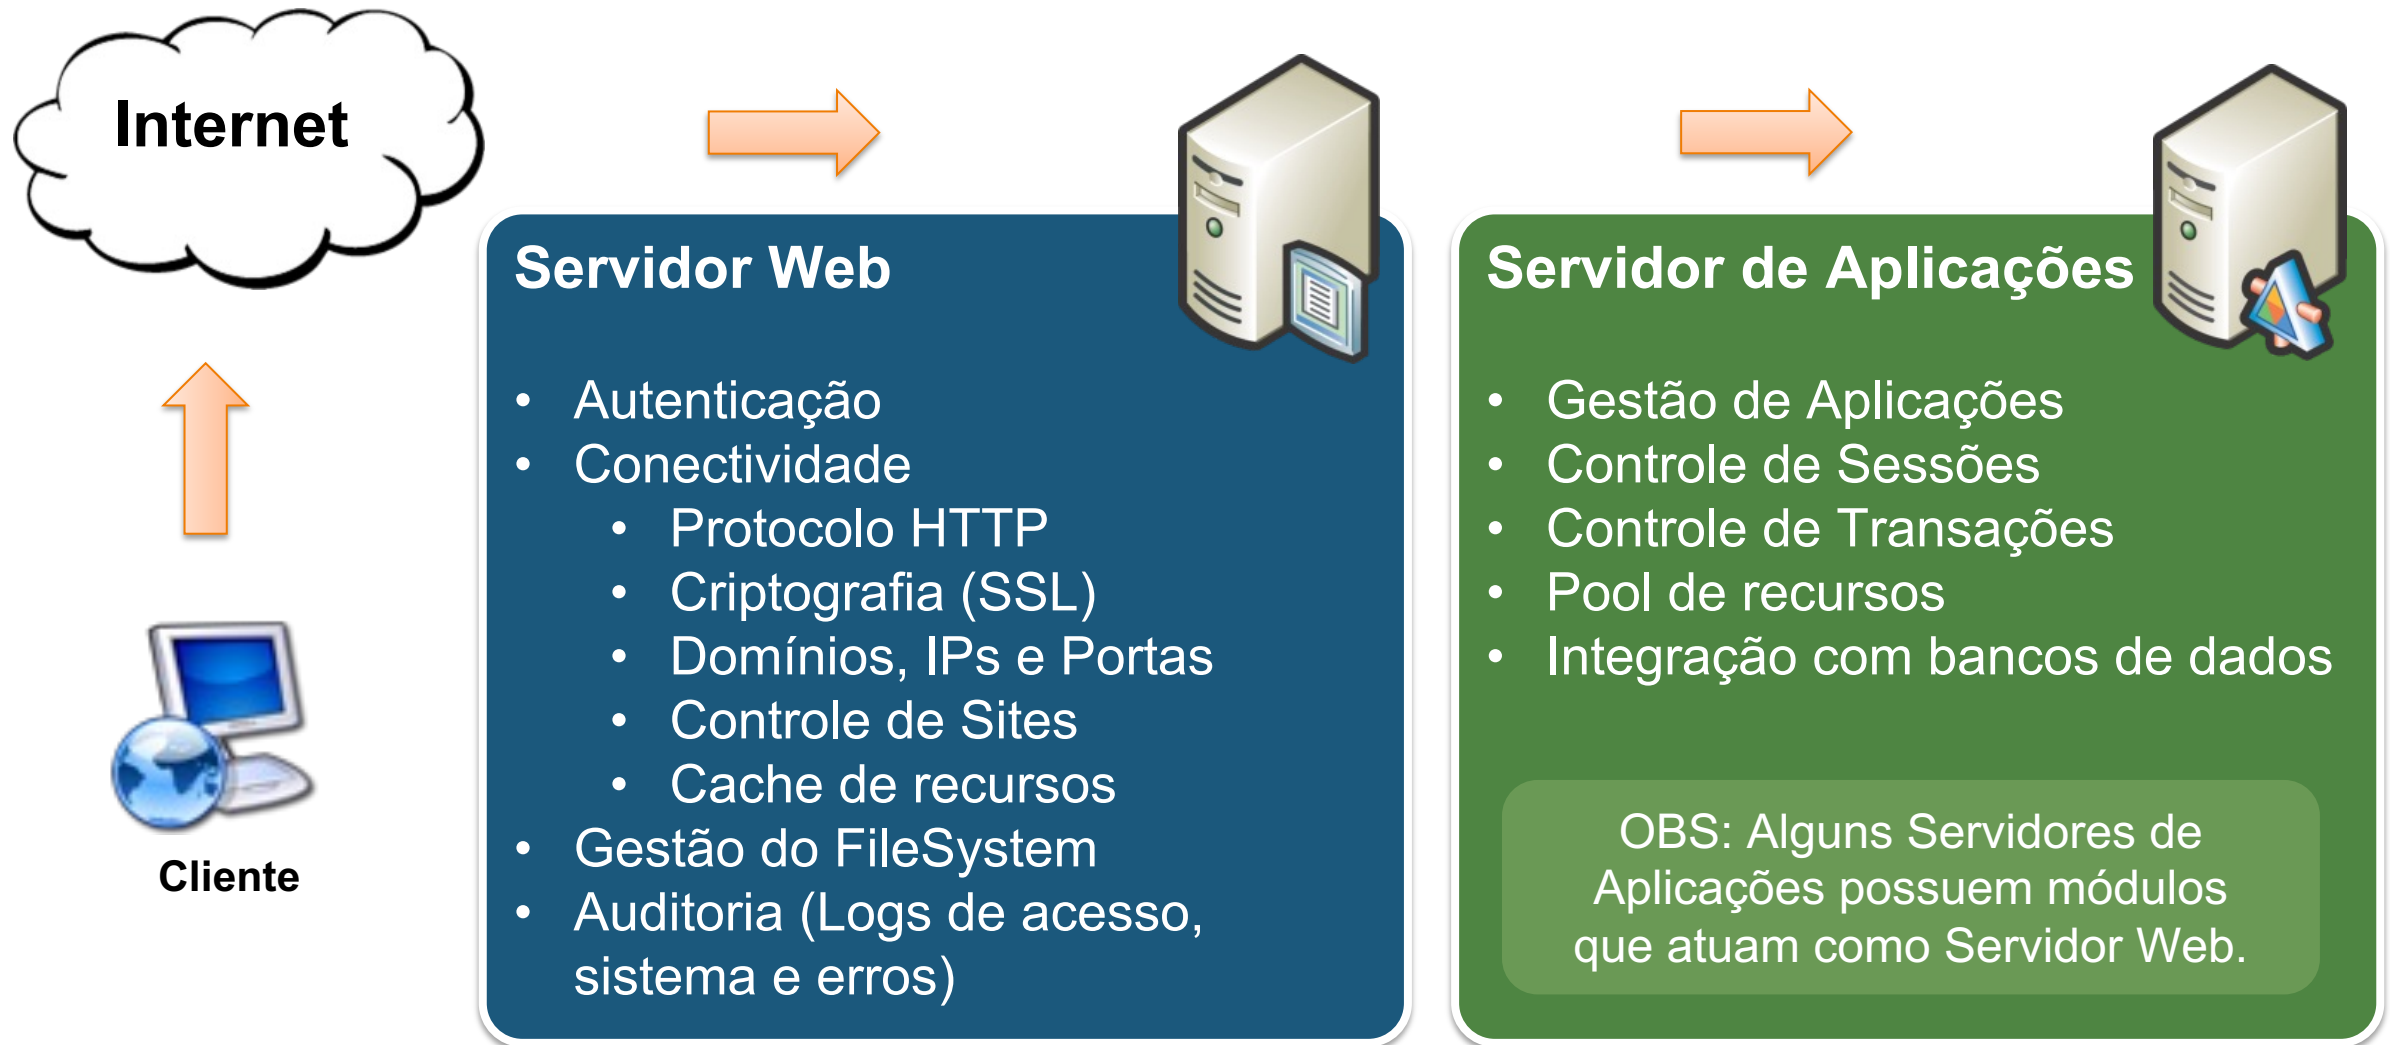 Internet
Cliente
Servidor Web
• Autenticação
• Conectividade
• Protocolo HTTP
• Criptografia (SSL)
• Domínios, IPs e Portas
• Controle de Sites
• Cache de recursos
• Gestão do FileSystem
• Auditoria (Logs de acesso,
sistema e erros)
Servidor de Aplicações
• Gestão de Aplicações
• Controle de Sessões
• Controle de Transações
• Pool de recursos
• Integração com bancos de dados
OBS: Alguns Servidores de
Aplicações possuem módulos
que atuam como Servidor Web.